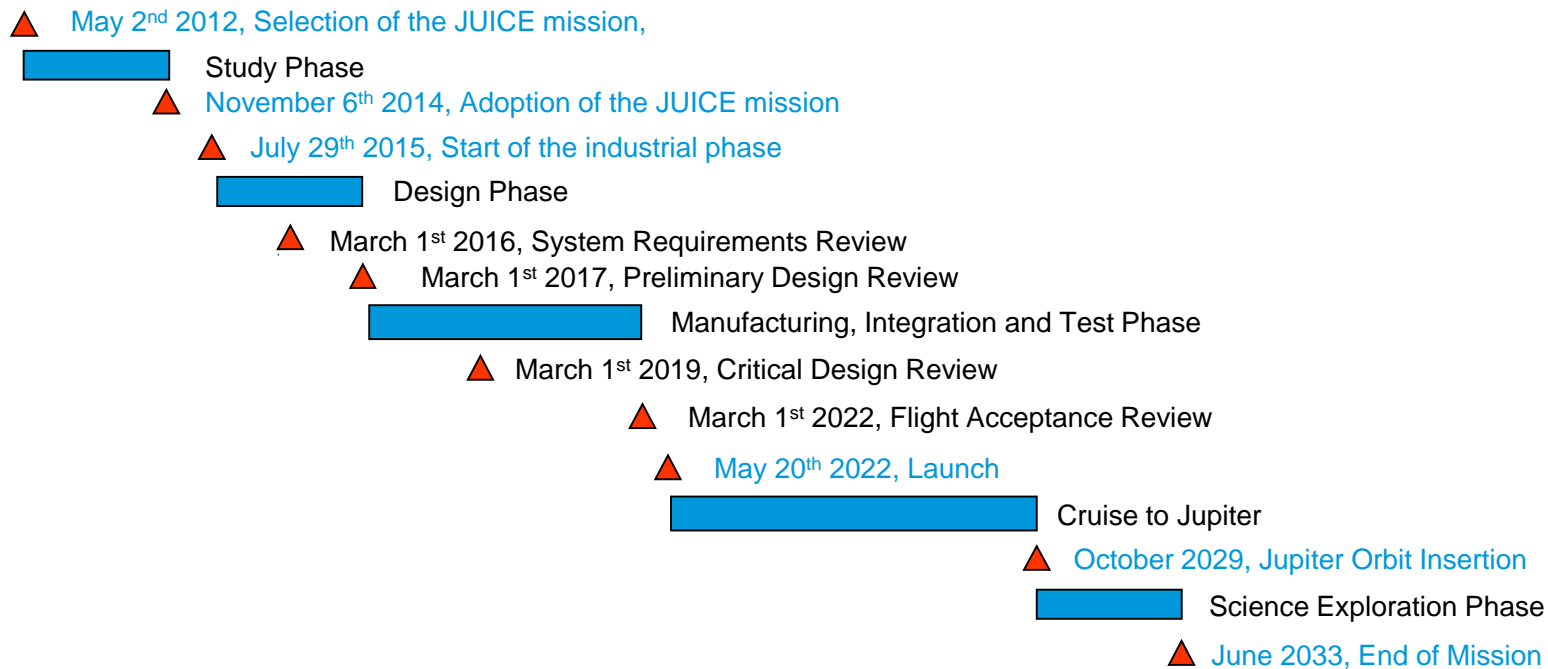 May 2nd 2012, Selection of the JUICE mission,
Study Phase
November 6th 2014, Adoption of the JUICE mission
July 29th 2015, Start of the industrial phase
Design Phase
March 1st 2016, System Requirements Review
March 1st 2017, Preliminary Design Review
Manufacturing, Integration and Test Phase
March 1st 2019, Critical Design Review
March 1st 2022, Flight Acceptance Review
May 20th 2022, Launch
Cruise to Jupiter
October 2029, Jupiter Orbit Insertion
Science Exploration Phase
June 2033, End of Mission